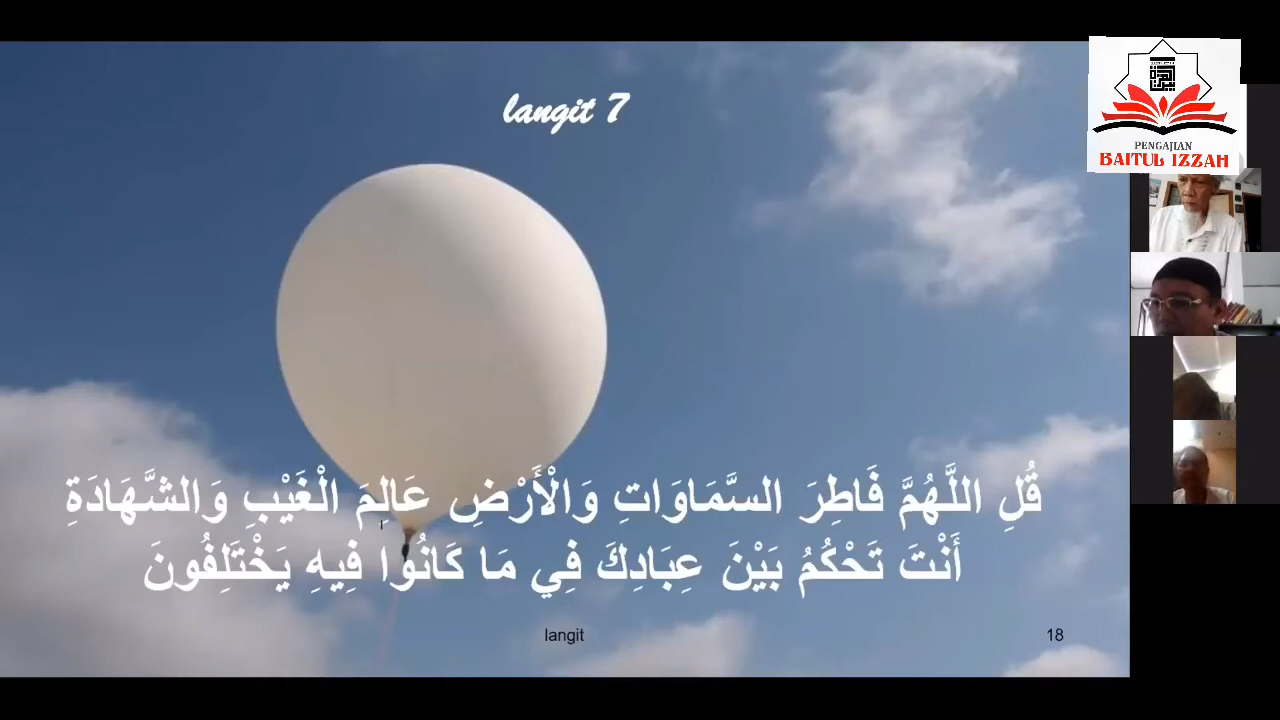 langit 7
PENGAJIAN
BAITUL IZZAH
قُلِ اللَّهُمَّ فَاطِرَ السَّمَاوَاتِ وَالْأَرْضِ عَالِمَ الْغَيْبِ وَالشَّهَادَةِ
أَنْتَ تَحْكُمُ بَيْنَ عِبَادِكَ فِي مَا كَانُوا فِيهِ يَخْتَلِفُونَ
langit
18